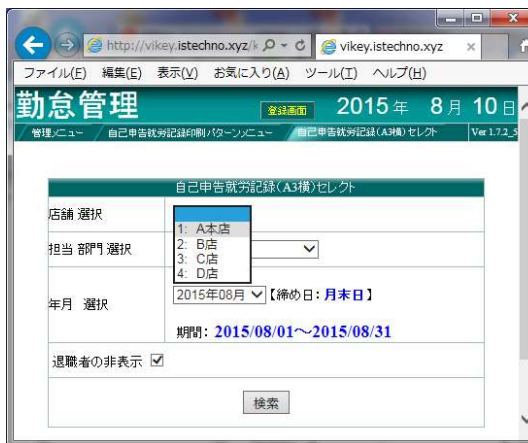 http://vikey.istechno.xyz/k
vikey.istechno.xyz
ファイル(F) 編集(E) 表示(V) お気に入り(A) ツール(T) ヘルプ(H)
勤怠管理 登録画面 2015年 8月 10日
管理メニュー 自己申告就労記録印刷パターンメニュー 自己申告就労記録(A3横)セレクト Ver 1.7.2_5
自己申告就労記録(A3横)セレクト
店舗 選択
1: A本店
2: B店
3: C店
4: D店
担当 部門 選択
年月 選択
2015年08月 【締め日:月末日】
期間: 2015/08/01～2015/08/31
退職者の非表示
検索